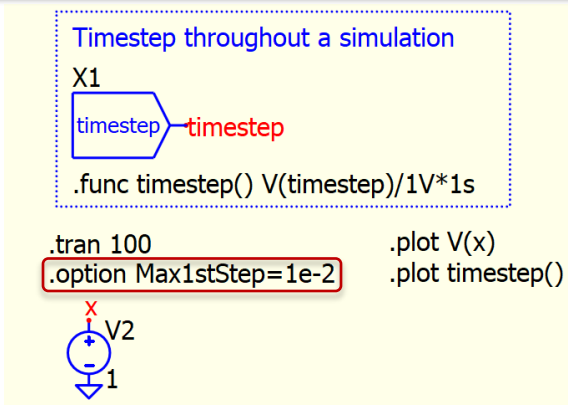 Timestep throughout a simulation
X1
timestep
timestep
.func timestep() V(timestep)/1V*1s
.tran 100
.option Max1stStep=1e-2
.plot V(x)
.plot timestep()
x
V2
1